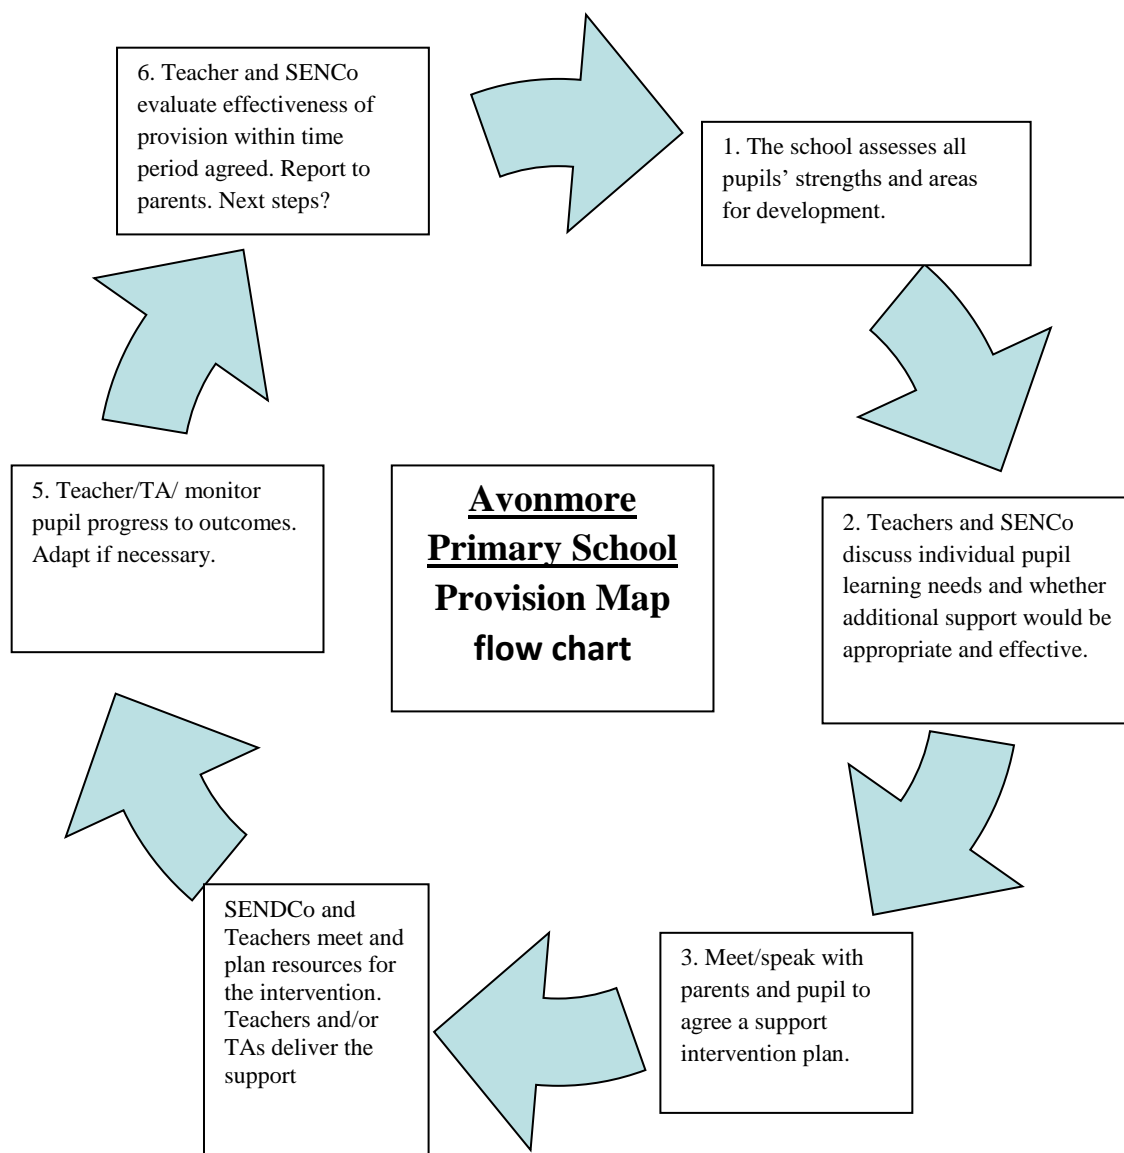 6. Teacher and SENCo
evaluate effectiveness of
provision within time
period agreed. Report to
parents. Next steps?
1. The school assesses all
pupils’ strengths and areas
for development.
5. Teacher/TA/ monitor
pupil progress to outcomes.
Adapt if necessary.
Avonmore
Primary School
Provision Map
flow chart
2. Teachers and SENCo
discuss individual pupil
learning needs and whether
additional support would be
appropriate and effective.
SENDCo and
Teachers meet and
plan resources for
the intervention.
Teachers and/or
TAs deliver the
support
3. Meet/speak with
parents and pupil to
agree a support
intervention plan.